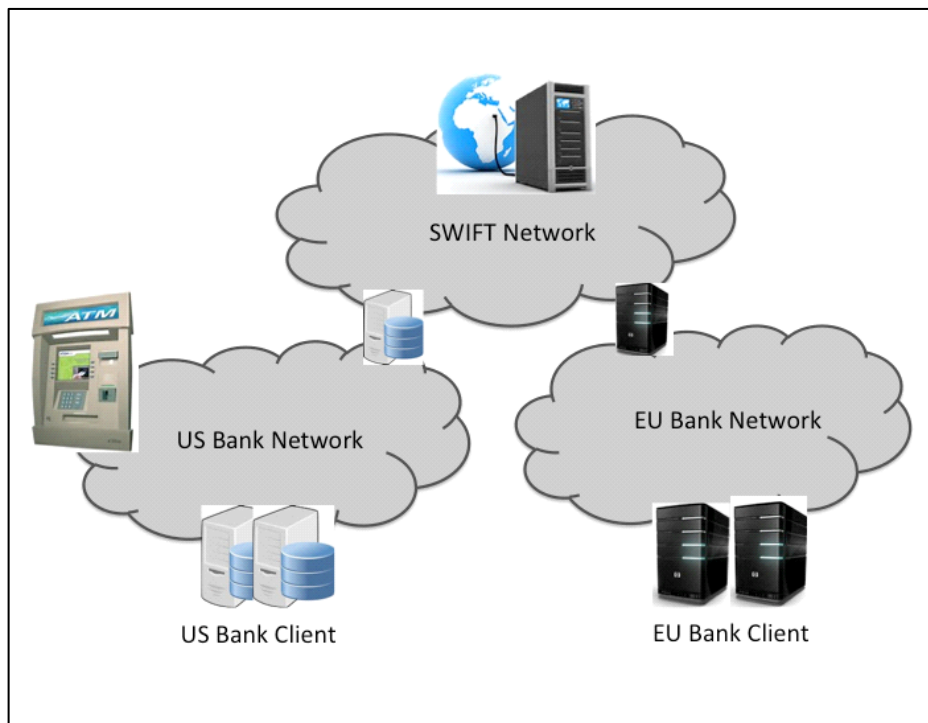 SWIFT Network
ATM
US Bank Network
EU Bank Network
US Bank Client
EU Bank Client